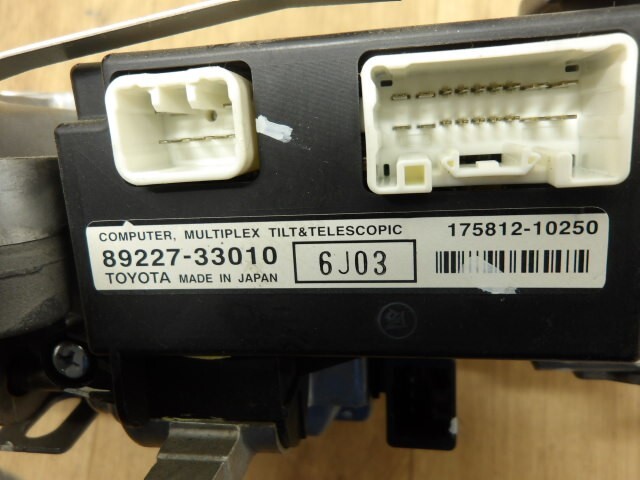 COMPUTER, MULTIPLEX TILT&TELESCOPIC 175812-10250
89227-33010 6J03
TOYOTA MADE IN JAPAN